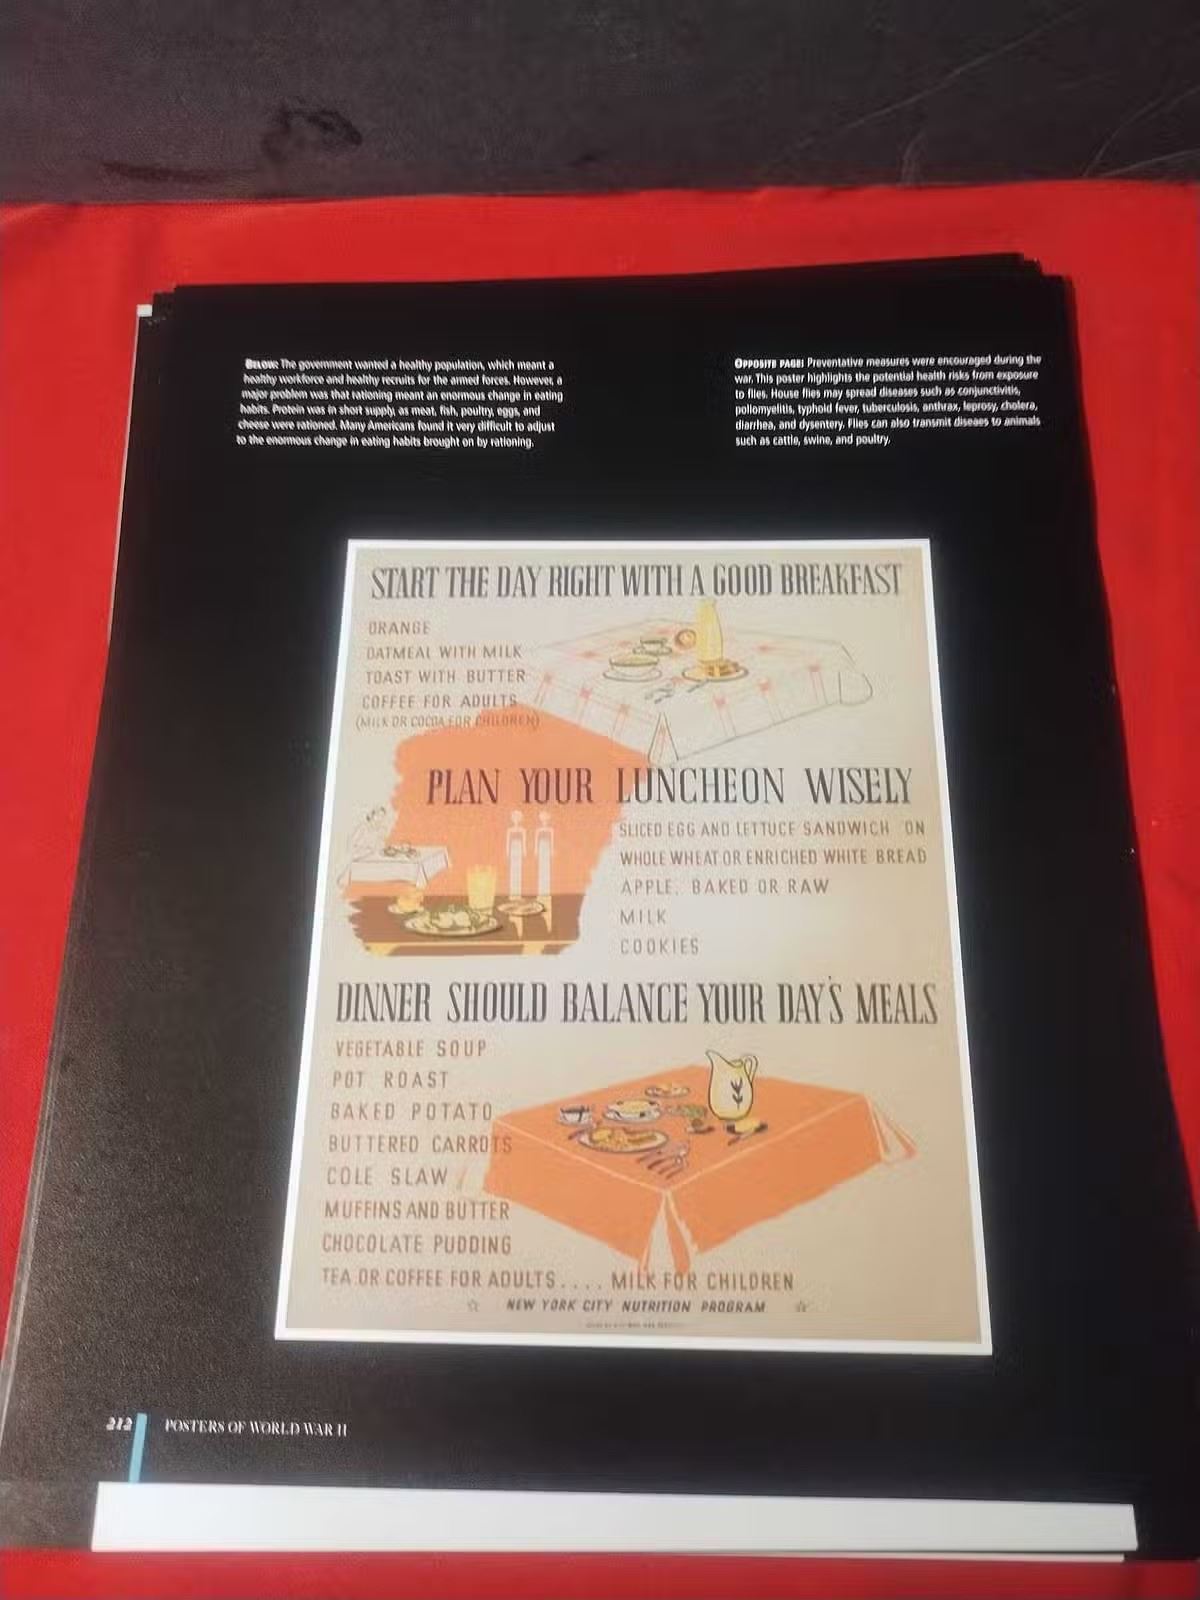 BELOW: The government wanted a healthy population, which meant a
healthy workforce and healthy recruits for the armed forces. However, a
major problem was that rationing meant an enormous change in eating
habits. Protein was in short supply, as meat, fish, poultry, eggs, and
cheese were rationed. Many Americans found it very difficult to adjust
to the enormous change in eating habits brought on by rationing.
OPPOSITE PAGE: Preventative measures were encouraged during the
war. This poster highlights the potential health risks from exposure
to flies. House flies may spread diseases such as conjunctivitis,
poliomyelitis, typhoid fever, tuberculosis, anthrax, leprosy, cholera,
diarrhea, and dysentery. Flies can also transmit diseaes to animals
such as cattle, swine, and poultry.
START THE DAY RIGHT WITH A GOOD BREAKFAST
ORANGE
OATMEAL WITH MILK
TOAST WITH BUTTER
COFFEE FOR ADULTS
(MILK OR COCOA FOR CHILDREN)
PLAN YOUR LUNCHEON WISELY
SLICED EGG AND LETTUCE SANDWICH ON
WHOLE WHEAT OR ENRICHED WHITE BREAD
APPLE, BAKED OR RAW
MILK
COOKIES
DINNER SHOULD BALANCE YOUR DAY'S MEALS
VEGETABLE SOUP
POT ROAST
BAKED POTATO
BUTTERED CARROTS
COLE SLAW
MUFFINS AND BUTTER
CHOCOLATE PUDDING
TEA OR COFFEE FOR ADULTS.... MILK FOR CHILDREN
NEW YORK CITY NUTRITION PROGRAM
212
POSTERS OF WORLD WAR II